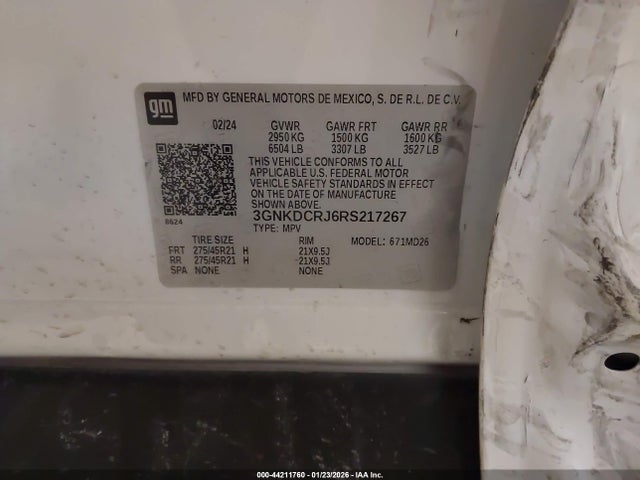 gm MFD BY GENERAL MOTORS DE MEXICO, S. DE R.L. DE C.V.
02/24 GVWR GAWR FRT GAWR RR
2950 KG 1500 KG 1600 KG
6504 LB 3307 LB 3527 LB
THIS VEHICLE CONFORMS TO ALL
APPLICABLE U.S. FEDERAL MOTOR
VEHICLE SAFETY STANDARDS IN EFFECT
ON THE DATE OF MANUFACTURE
SHOWN ABOVE.
8624 3GNKDCRJ6RS217267
TYPE: MPV
TIRE SIZE RIM MODEL: 671MD26
FRT 275/45R21 H 21X9.5J
RR 275/45R21 H 21X9.5J
SPA NONE NONE
000-44211760 - 01/23/2026 - IAA Inc.